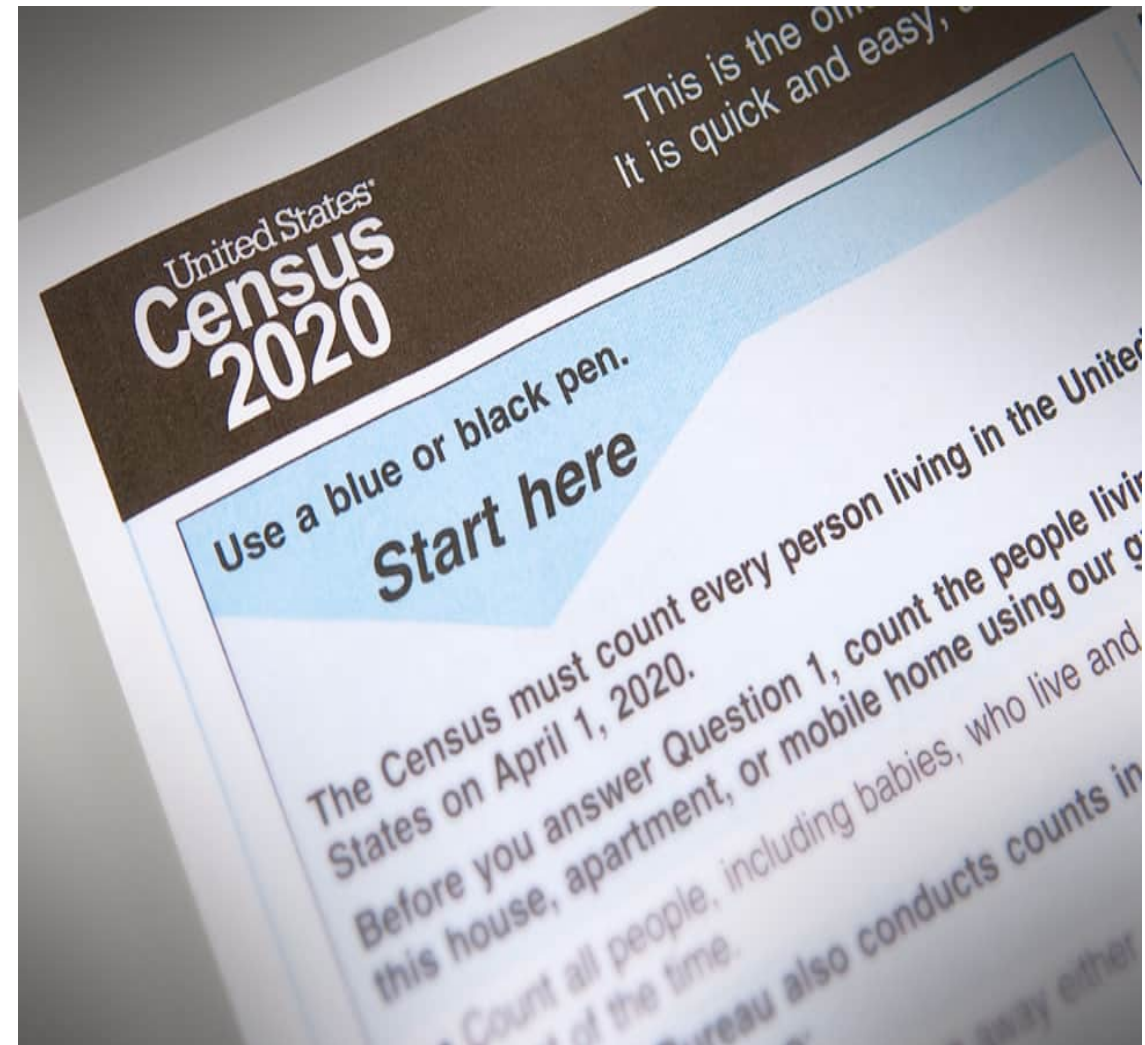 This is the
It is quick and easy,
United States
Census
2020
Use a blue or black pen.
Start here
The Census must count every person living in the United
States on April 1, 2020.
Before you answer Question 1, count the people
this house, apartment, or mobile home using our
Count all people, including babies, who live and
of the time.
also conducts counts in
away either